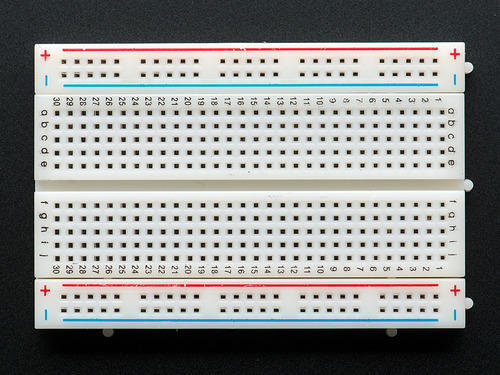 + +
− −
30 29 28 27 26 25 24 23 22 21 20 19 18 17 16 15 14 13 12 11 10 9 8 7 6 5 4 3 2 1
a a
b b
c c
d d
e e
f f
g g
h h
i i
j j
30 29 28 27 26 25 24 23 22 21 20 19 18 17 16 15 14 13 12 11 10 9 8 7 6 5 4 3 2 1
+ +
− −